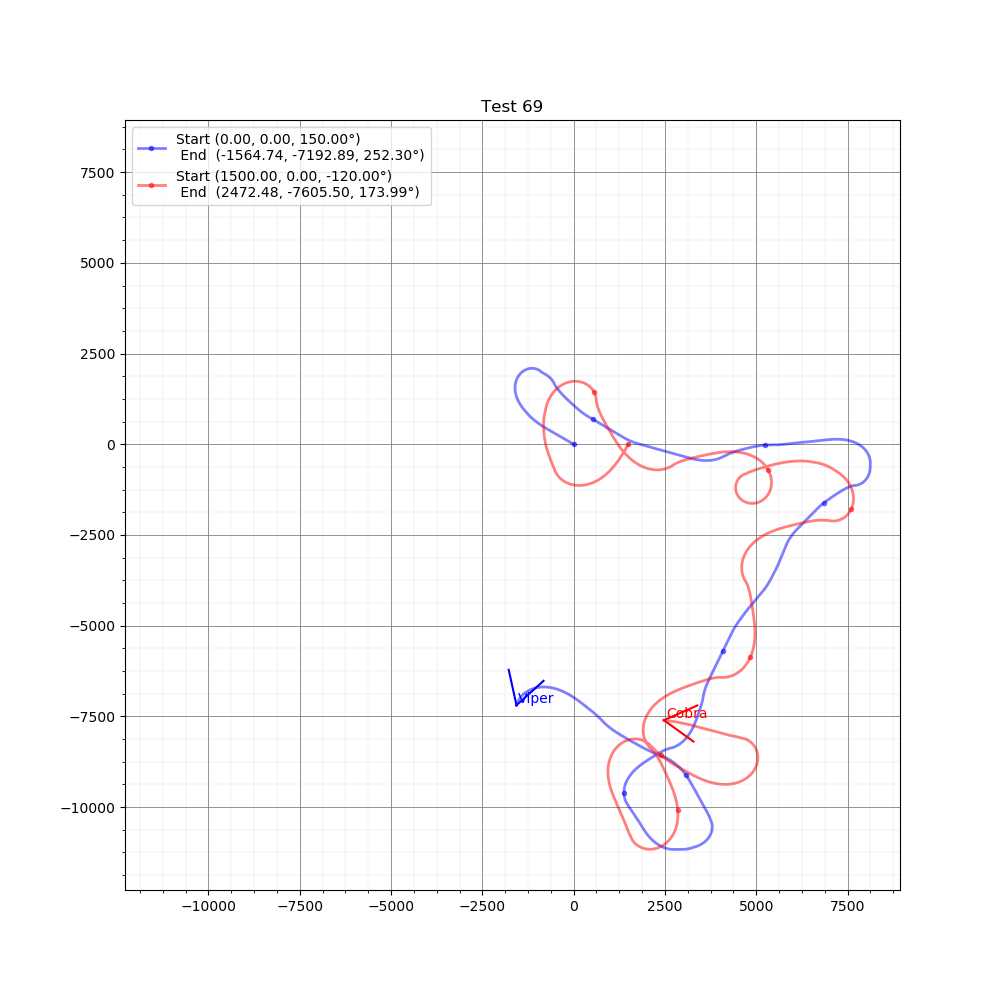 Test 69
Start (0.00, 0.00, 150.00°)
End  (-1564.74, -7192.89, 252.30°)
Start (1500.00, 0.00, -120.00°)
End  (2472.48, -7605.50, 173.99°)
7500
5000
2500
0
−2500
−5000
−7500
−10000
Viper
Cobra
−10000 −7500 −5000 −2500 0 2500 5000 7500